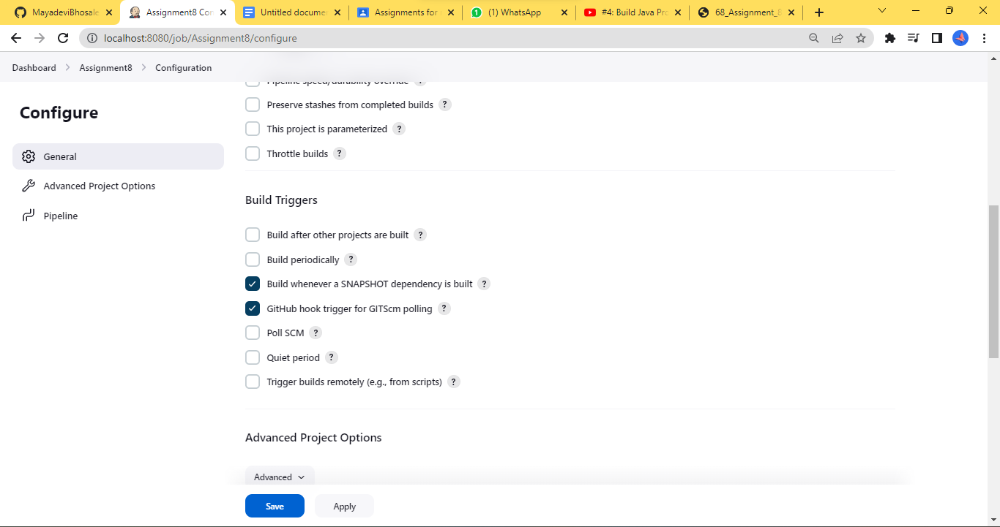 MayadeviBhosale
Assignment8 Con
Untitled docume
Assignments for
(1) WhatsApp
#4: Build Java Pro
68_Assignment_8
localhost:8080/job/Assignment8/configure
Dashboard
Assignment8
Configuration
Configure
General
Advanced Project Options
Pipeline
Pipeline speed/durability override ?
Preserve stashes from completed builds ?
This project is parameterized ?
Throttle builds ?
Build Triggers
Build after other projects are built ?
Build periodically ?
Build whenever a SNAPSHOT dependency is built ?
GitHub hook trigger for GITScm polling ?
Poll SCM ?
Quiet period ?
Trigger builds remotely (e.g., from scripts) ?
Advanced Project Options
Advanced
Save
Apply